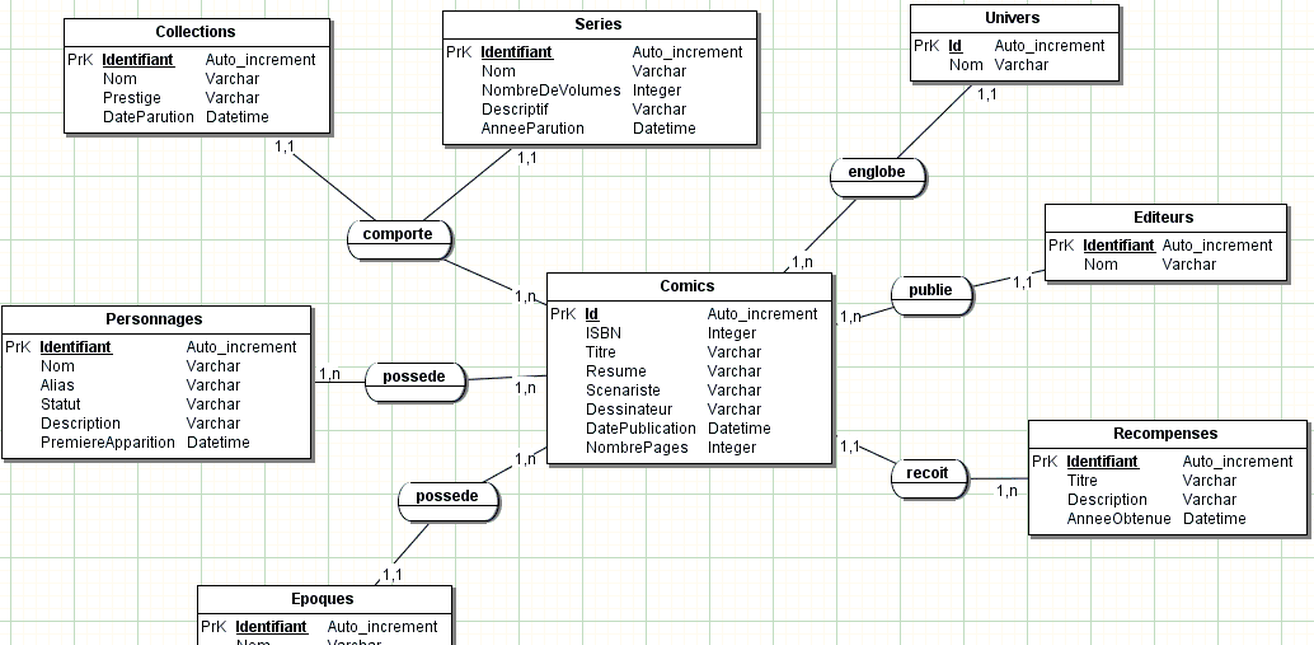 Collections
PrK Identifiant Auto_increment
Nom Varchar
Prestige Varchar
DateParution Datetime
1,1
Series
PrK Identifiant Auto_increment
Nom Varchar
NombreDeVolumes Integer
Descriptif Varchar
AnneeParution Datetime
1,1
Univers
PrK Id Auto_increment
Nom Varchar
1,1
englobe
1,n
comporte
1,n
Editeurs
PrK Identifiant Auto_increment
Nom Varchar
1,1
publie
1,n
Comics
PrK Id Auto_increment
ISBN Integer
Titre Varchar
Resume Varchar
Scenariste Varchar
Dessinateur Varchar
DatePublication Datetime
NombrePages Integer
Personnages
PrK Identifiant Auto_increment
Nom Varchar
Alias Varchar
Statut Varchar
Description Varchar
PremiereApparition Datetime
1,n
possede
1,n
1,1
recoit
1,n
Recompenses
PrK Identifiant Auto_increment
Titre Varchar
Description Varchar
AnneeObtenue Datetime
1,n
possede
1,1
Epoques
PrK Identifiant Auto_increment
Nom Varchar